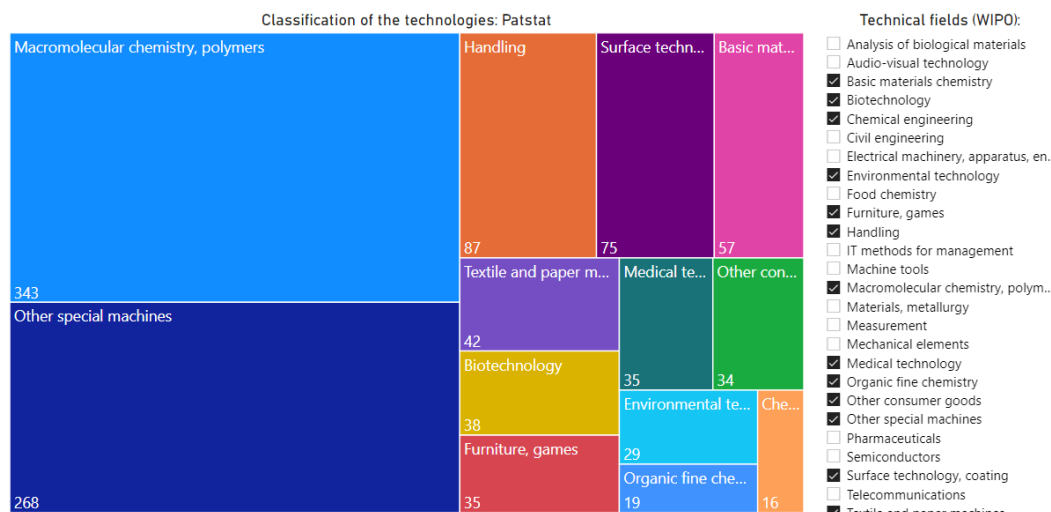 Classification of the technologies: Patstat
Macromolecular chemistry, polymers
343
Other special machines
268
Handling
87
Surface techn...
75
Basic mat...
57
Textile and paper m...
42
Biotechnology
38
Furniture, games
35
Medical te...
35
Other con...
34
Environmental te...
29
Organic fine che...
19
Che...
16
Technical fields (WIPO):
Analysis of biological materials
Audio-visual technology
Basic materials chemistry
Biotechnology
Chemical engineering
Civil engineering
Electrical machinery, apparatus, en..
Environmental technology
Food chemistry
Furniture, games
Handling
IT methods for management
Machine tools
Macromolecular chemistry, polym..
Materials, metallurgy
Measurement
Mechanical elements
Medical technology
Organic fine chemistry
Other consumer goods
Other special machines
Pharmaceuticals
Semiconductors
Surface technology, coating
Telecommunications
Textile and paper machines